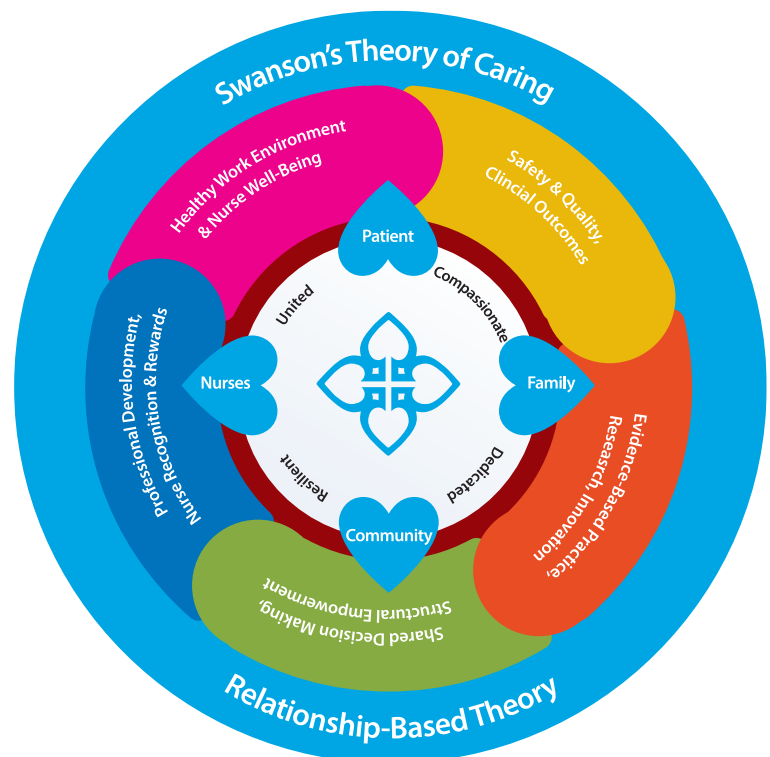 Swanson's Theory of Caring
Healthy Work Environment
& Nurse Well-Being
Safety & Quality,
Clincial Outcomes
Evidence-Based Practice,
Research, Innovation
Shared Decision Making,
Structural Empowerment
Professional Development,
Nurse Recognition & Rewards
Patient
United
Compassionate
Nurses
Family
Resilient
Dedicated
Community
Relationship-Based Theory